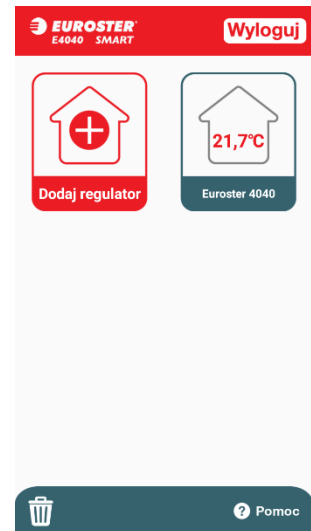 EUROSTER
E4040 SMART
Wyloguj
21,7°C
Dodaj regulator
Euroster 4040
Pomoc